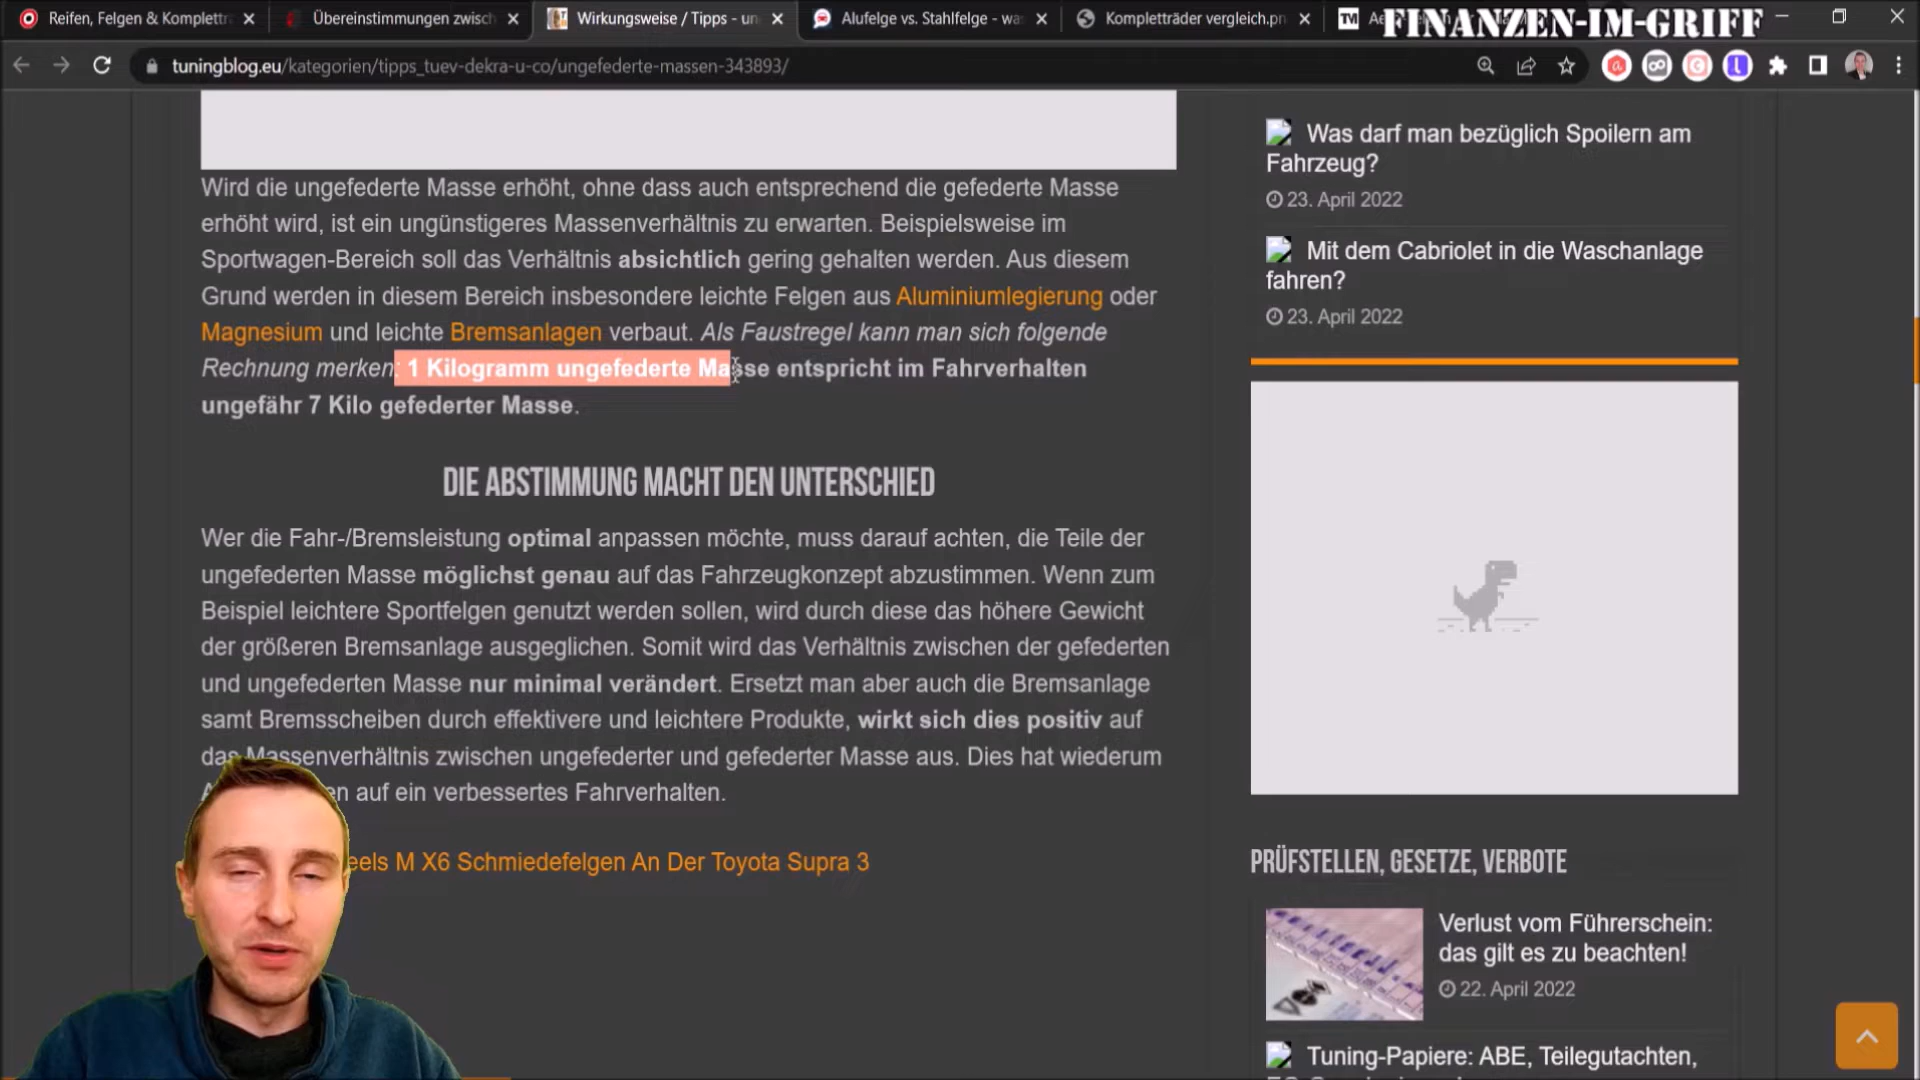 Reifen, Felgen & Komplettr
Übereinstimmungen zwisch
Wirkungsweise / Tipps - un
Alufelge vs. Stahlfelge - wa
Kompletträder vergleich.pn
FINANZEN-IM-GRIFF
tuningblog.eu/kategorien/tipps_tuev-dekra-u-co/ungefederte-massen-343893/
Wird die ungefederte Masse erhöht, ohne dass auch entsprechend die gefederte Masse
erhöht wird, ist ein ungünstigeres Massenverhältnis zu erwarten. Beispielsweise im
Sportwagen-Bereich soll das Verhältnis absichtlich gering gehalten werden. Aus diesem
Grund werden in diesem Bereich insbesondere leichte Felgen aus Aluminiumlegierung oder
Magnesium und leichte Bremsanlagen verbaut. Als Faustregel kann man sich folgende
Rechnung merken: 1 Kilogramm ungefederte Masse entspricht im Fahrverhalten
ungefähr 7 Kilo gefederter Masse.
DIE ABSTIMMUNG MACHT DEN UNTERSCHIED
Wer die Fahr-/Bremsleistung optimal anpassen möchte, muss darauf achten, die Teile der
ungefederten Masse möglichst genau auf das Fahrzeugkonzept abzustimmen. Wenn zum
Beispiel leichtere Sportfelgen genutzt werden sollen, wird durch diese das höhere Gewicht
der größeren Bremsanlage ausgeglichen. Somit wird das Verhältnis zwischen der gefederten
und ungefederten Masse nur minimal verändert. Ersetzt man aber auch die Bremsanlage
samt Bremsscheiben durch effektivere und leichtere Produkte, wirkt sich dies positiv auf
das Massenverhältnis zwischen ungefederter und gefederter Masse aus. Dies hat wiederum
en auf ein verbessertes Fahrverhalten.
eels M X6 Schmiedefelgen An Der Toyota Supra 3
Was darf man bezüglich Spoilern am
Fahrzeug?
23. April 2022
Mit dem Cabriolet in die Waschanlage
fahren?
23. April 2022
PRÜFSTELLEN, GESETZE, VERBOTE
Verlust vom Führerschein:
das gilt es zu beachten!
22. April 2022
Tuning-Papiere: ABE, Teilegutachten,